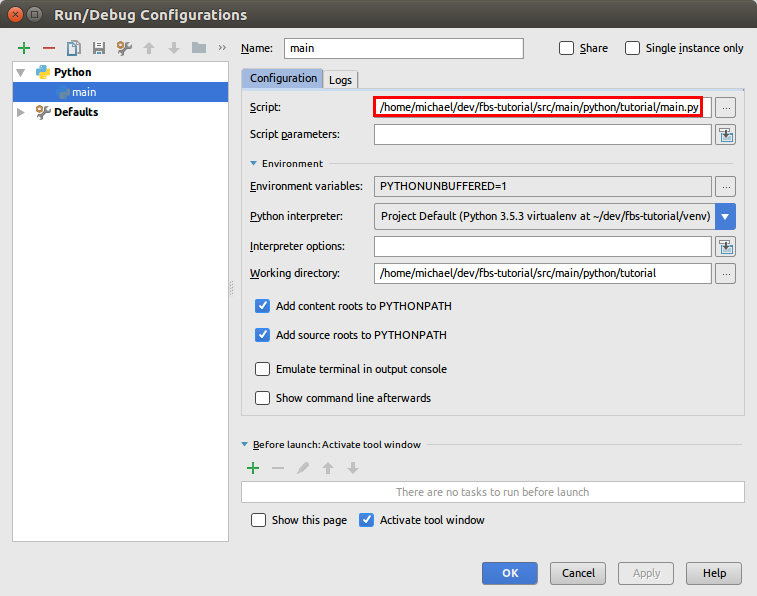 Run/Debug Configurations
Name: main Share Single instance only
Python
main
Defaults
Configuration Logs
Script: /home/michael/dev/fbs-tutorial/src/main/python/tutorial/main.py ...
Script parameters:
Environment
Environment variables: PYTHONUNBUFFERED=1 ...
Python interpreter: Project Default (Python 3.5.3 virtualenv at ~/dev/fbs-tutorial/venv)
Interpreter options:
Working directory: /home/michael/dev/fbs-tutorial/src/main/python/tutorial ...
Add content roots to PYTHONPATH
Add source roots to PYTHONPATH
Emulate terminal in output console
Show command line afterwards
Before launch: Activate tool window
There are no tasks to run before launch
Show this page Activate tool window
OK Cancel Apply Help